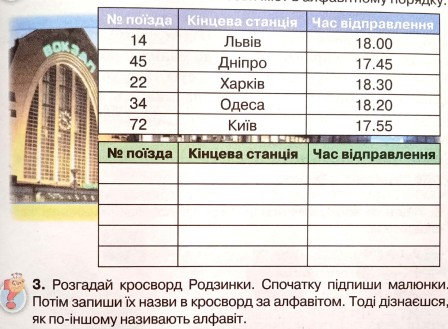 алфавітному порядку.
№ поїзда Кінцева станція Час відправлення
14 Львів 18.00
45 Дніпро 17.45
22 Харків 18.30
34 Одеса 18.20
72 Київ 17.55
ВОКЗАЛ
№ поїзда Кінцева станція Час відправлення
3. Розгадай кросворд Родзинки. Спочатку підпиши малюнки.
Потім запиши їх назви в кросворд за алфавітом. Тоді дізнаєшся,
як по-іншому називають алфавіт.